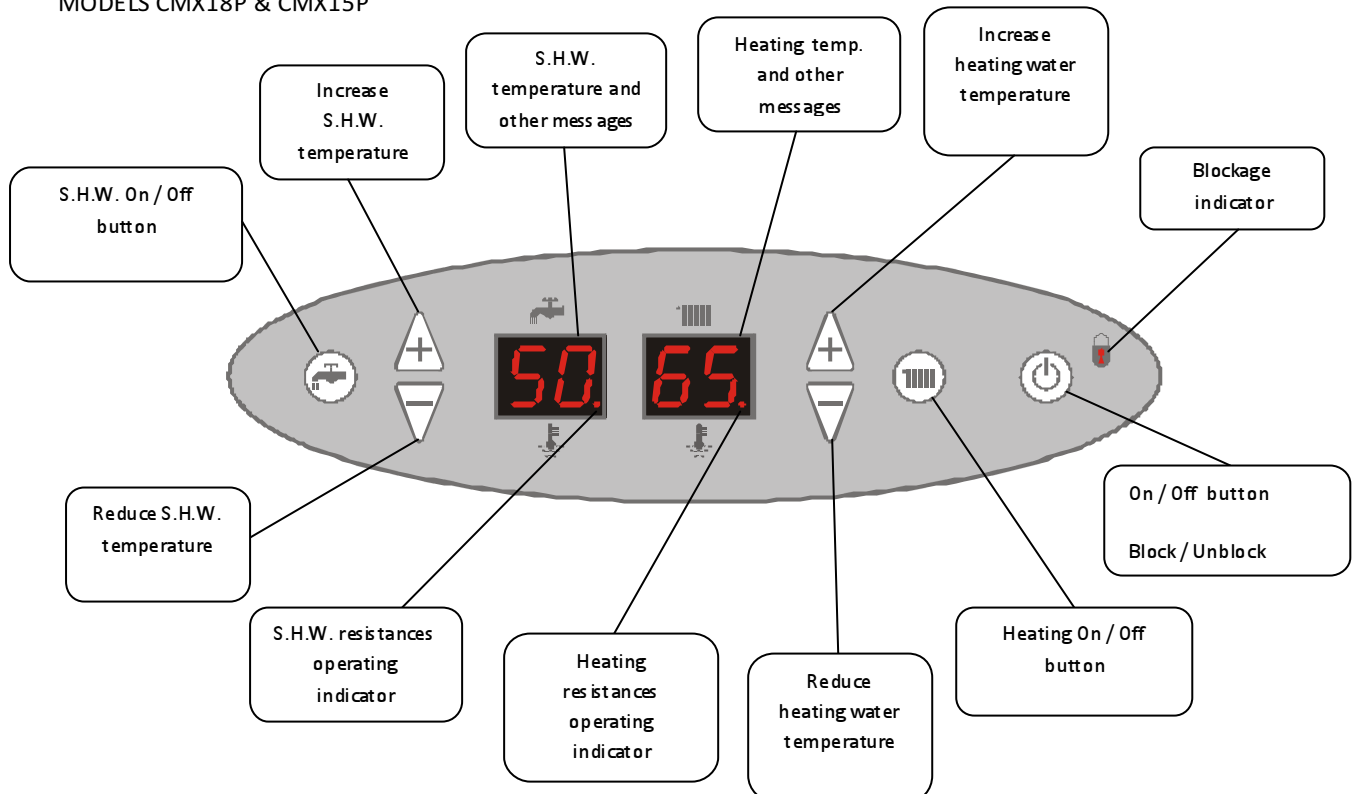 MODELS CMX18P & CMX15P
Increase
S.H.W.
temperature
S.H.W.
temperature and
other messages
Heating temp.
and other
messages
Increase
heating water
temperature
S.H.W. On / Off
button
Blockage
indicator
50.
65.
Reduce S.H.W.
temperature
On / Off button
Block / Unblock
S.H.W. resistances
operating
indicator
Heating
resistances
operating
indicator
Reduce
heating water
temperature
Heating On / Off
button